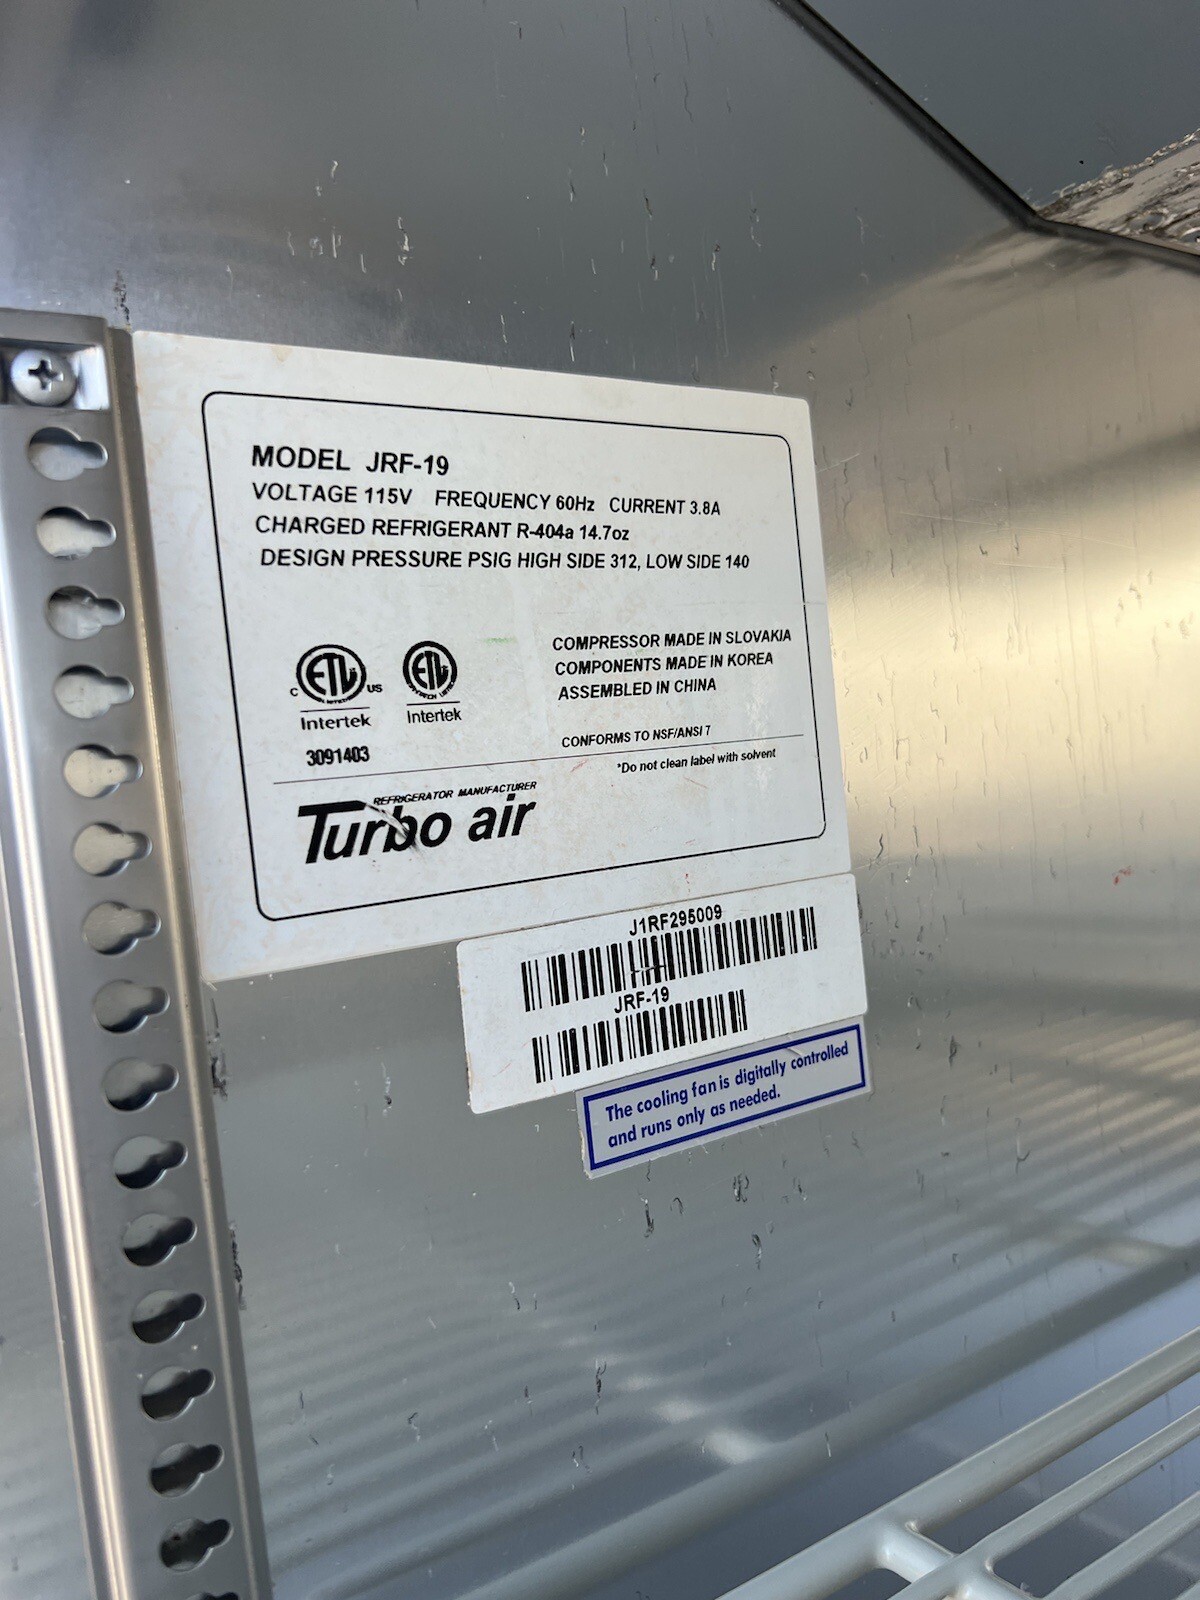 MODEL JRF-19
VOLTAGE 115V FREQUENCY 60Hz CURRENT 3.8A
CHARGED REFRIGERANT R-404a 14.7oz
DESIGN PRESSURE PSIG HIGH SIDE 312, LOW SIDE 140
COMPRESSOR MADE IN SLOVAKIA
COMPONENTS MADE IN KOREA
ASSEMBLED IN CHINA
C ETL US
ETL
Intertek
Intertek
3091403
CONFORMS TO NSF/ANSI 7
*Do not clean label with solvent
REFRIGERATOR MANUFACTURER
Turbo air
J1RF295009
JRF-19
The cooling fan is digitally controlled
and runs only as needed.